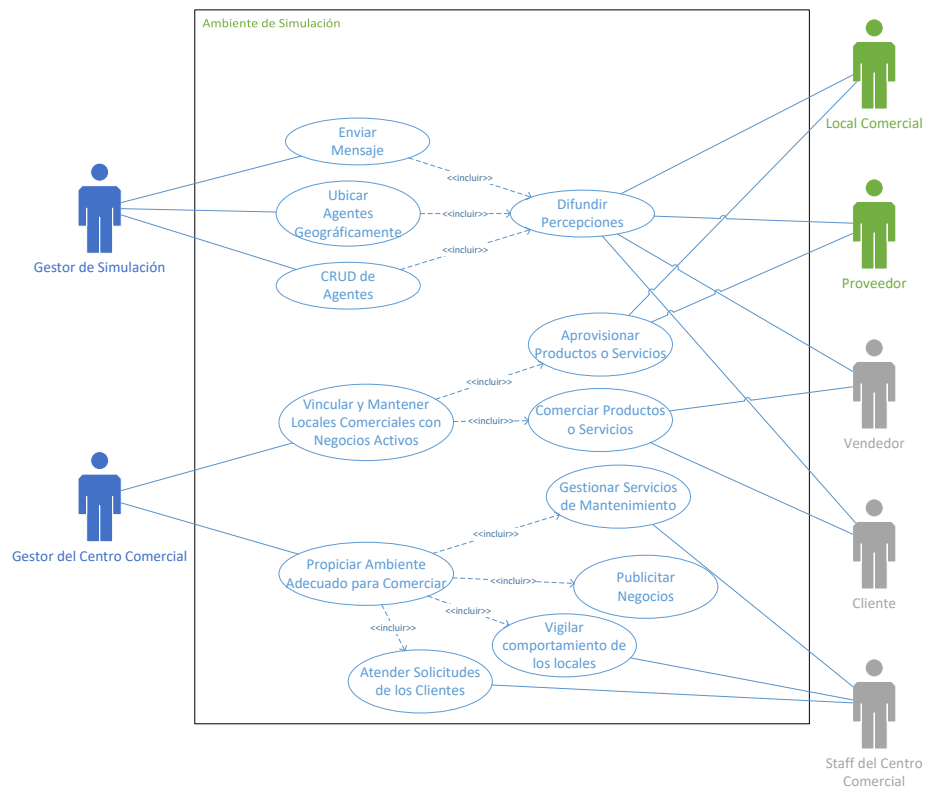 Ambiente de Simulación
Local Comercial
Enviar
Mensaje
<<incluir>>
Ubicar
Agentes
Geográficamente
<<incluir>>
Difundir
Percepciones
Gestor de Simulación
CRUD de
Agentes
<<incluir>>
Proveedor
Aprovisionar
Productos o Servicios
<<incluir>>
Vincular y Mantener
Locales Comerciales con
Negocios Activos
<<incluir>>
Comerciar Productos
o Servicios
Vendedor
Gestor del Centro Comercial
Gestionar Servicios
de Mantenimiento
<<incluir>>
Propiciar Ambiente
Adecuado para Comerciar
<<incluir>>
Publicitar
Negocios
Cliente
<<incluir>>
<<incluir>>
Vigilar
comportamiento de
los locales
Atender Solicitudes
de los Clientes
Staff del Centro
Comercial